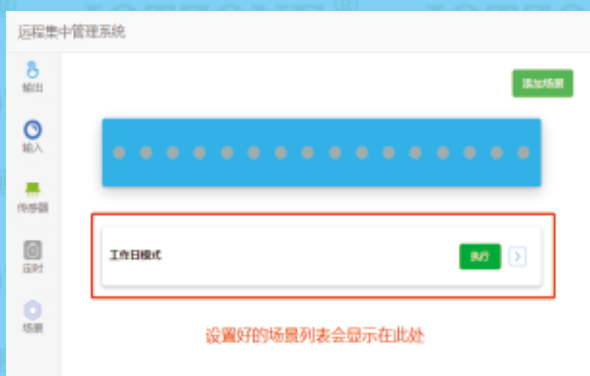 远程集中管理系统
输出
添加场景
输入
传感器
工作日模式
执行
定时
场景
设置好的场景列表会显示在此处